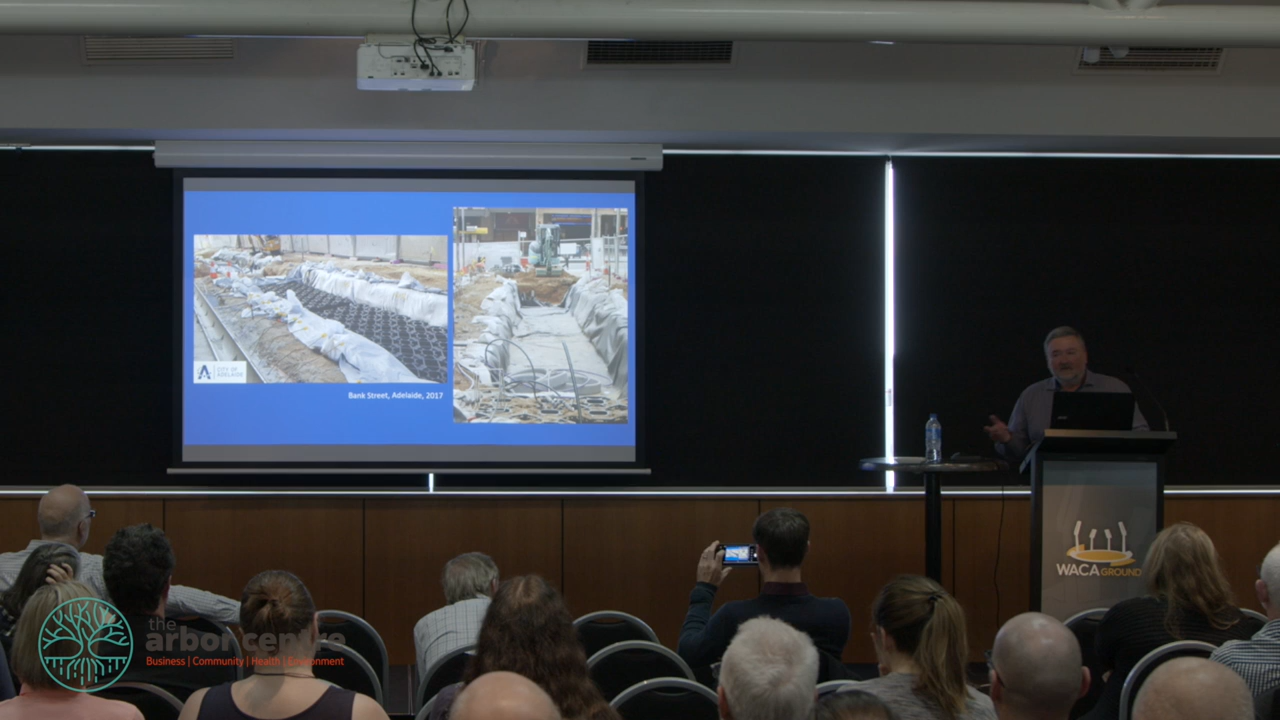 CITY OF
ADELAIDE
Bank Street, Adelaide, 2017
WACA GROUND
the
arbor centre
Business | Community | Health | Environment